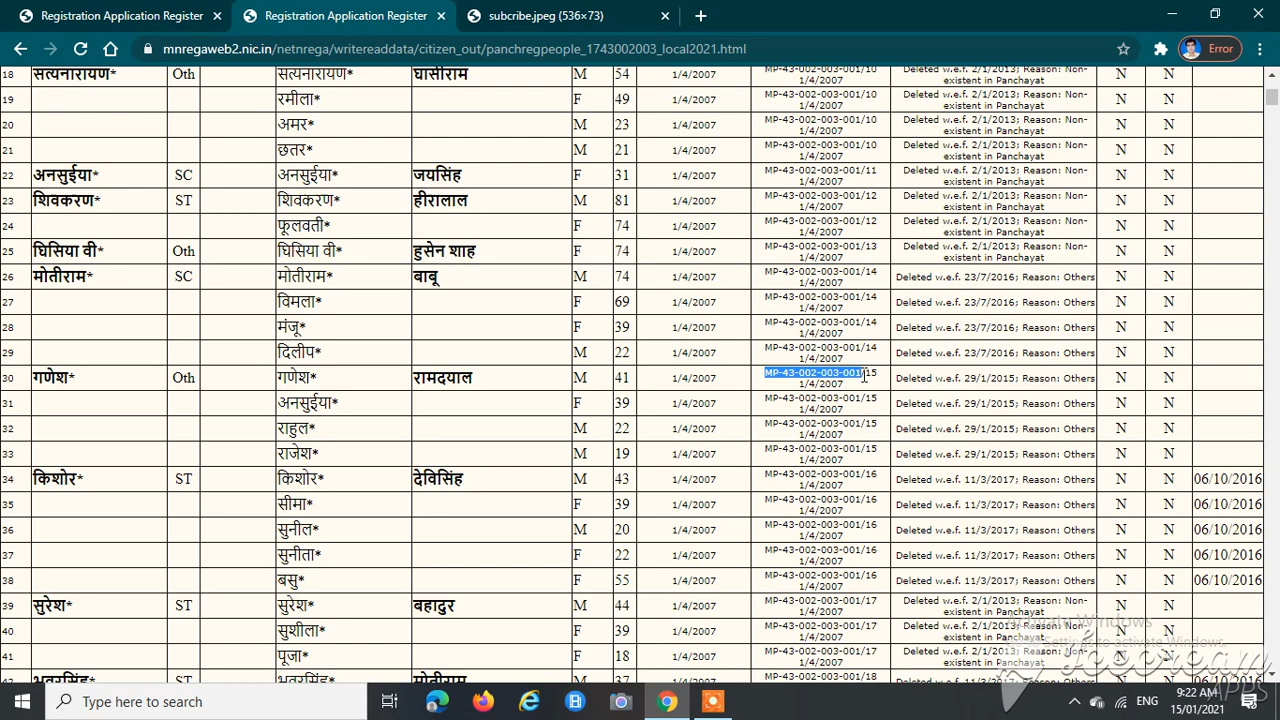 Registration Application Register
Registration Application Register
subcribe.jpeg (536×73)
mnregaweb2.nic.in/netnrega/writereaddata/citizen_out/panchregpeople_1743002003_local2021.html
Error
18 सत्यनारायण* Oth सत्यनारायण* घासीराम M 54 1/4/2007 MP-43-002-003-001/10 1/4/2007 Deleted w.e.f. 2/1/2013; Reason: Non-existent in Panchayat N N
19 रमीला* F 49 1/4/2007 MP-43-002-003-001/10 1/4/2007 Deleted w.e.f. 2/1/2013; Reason: Non-existent in Panchayat N N
20 अमर* M 23 1/4/2007 MP-43-002-003-001/10 1/4/2007 Deleted w.e.f. 2/1/2013; Reason: Non-existent in Panchayat N N
21 छतर* M 21 1/4/2007 MP-43-002-003-001/10 1/4/2007 Deleted w.e.f. 2/1/2013; Reason: Non-existent in Panchayat N N
22 अनसुईया* SC अनसुईया* जयसिंह F 31 1/4/2007 MP-43-002-003-001/11 1/4/2007 Deleted w.e.f. 2/1/2013; Reason: Non-existent in Panchayat N N
23 शिवकरण* ST शिवकरण* हीरालाल M 81 1/4/2007 MP-43-002-003-001/12 1/4/2007 Deleted w.e.f. 2/1/2013; Reason: Non-existent in Panchayat N N
24 फूलवती* F 74 1/4/2007 MP-43-002-003-001/12 1/4/2007 Deleted w.e.f. 2/1/2013; Reason: Non-existent in Panchayat N N
25 घिसिया वी* Oth घिसिया वी* हुसेन शाह F 74 1/4/2007 MP-43-002-003-001/13 1/4/2007 Deleted w.e.f. 2/1/2013; Reason: Non-existent in Panchayat N N
26 मोतीराम* SC मोतीराम* बाबू M 74 1/4/2007 MP-43-002-003-001/14 1/4/2007 Deleted w.e.f. 23/7/2016; Reason: Others N N
27 विमला* F 69 1/4/2007 MP-43-002-003-001/14 1/4/2007 Deleted w.e.f. 23/7/2016; Reason: Others N N
28 मंजू* F 39 1/4/2007 MP-43-002-003-001/14 1/4/2007 Deleted w.e.f. 23/7/2016; Reason: Others N N
29 दिलीप* M 22 1/4/2007 MP-43-002-003-001/14 1/4/2007 Deleted w.e.f. 23/7/2016; Reason: Others N N
30 गणेश* Oth गणेश* रामदयाल M 41 1/4/2007 MP-43-002-003-001/15 1/4/2007 Deleted w.e.f. 29/1/2015; Reason: Others N N
31 अनसुईया* F 39 1/4/2007 MP-43-002-003-001/15 1/4/2007 Deleted w.e.f. 29/1/2015; Reason: Others N N
32 राहुल* M 22 1/4/2007 MP-43-002-003-001/15 1/4/2007 Deleted w.e.f. 29/1/2015; Reason: Others N N
33 राजेश* M 19 1/4/2007 MP-43-002-003-001/15 1/4/2007 Deleted w.e.f. 29/1/2015; Reason: Others N N
34 किशोर* ST किशोर* देविसिंह M 43 1/4/2007 MP-43-002-003-001/16 1/4/2007 Deleted w.e.f. 11/3/2017; Reason: Others N N 06/10/2016
35 सीमा* F 39 1/4/2007 MP-43-002-003-001/16 1/4/2007 Deleted w.e.f. 11/3/2017; Reason: Others N N 06/10/2016
36 सुनील* M 20 1/4/2007 MP-43-002-003-001/16 1/4/2007 Deleted w.e.f. 11/3/2017; Reason: Others N N 06/10/2016
37 सुनीता* F 22 1/4/2007 MP-43-002-003-001/16 1/4/2007 Deleted w.e.f. 11/3/2017; Reason: Others N N 06/10/2016
38 बसु* F 55 1/4/2007 MP-43-002-003-001/16 1/4/2007 Deleted w.e.f. 11/3/2017; Reason: Others N N 06/10/2016
39 सुरेश* ST सुरेश* बहादुर M 44 1/4/2007 MP-43-002-003-001/17 1/4/2007 Deleted w.e.f. 2/1/2013; Reason: Non-existent in Panchayat N N
40 सुशीला* F 39 1/4/2007 MP-43-002-003-001/17 1/4/2007 Deleted w.e.f. 2/1/2013; Reason: Non-existent in Panchayat N N
41 पूजा* F 18 1/4/2007 MP-43-002-003-001/17 1/4/2007 Deleted w.e.f. 2/1/2013; Reason: Non-existent in Panchayat N N
42 भवरसिंह* ST भवरसिंह* मोतीराम M 37 MP-43-002-003-001/18 Deleted w.e.f. 2/1/2013; Reason: Non- N N
Activate Windows
Go to Settings to activate Windows.
Icecream
APPS
Type here to search
ENG
9:22 AM
15/01/2021